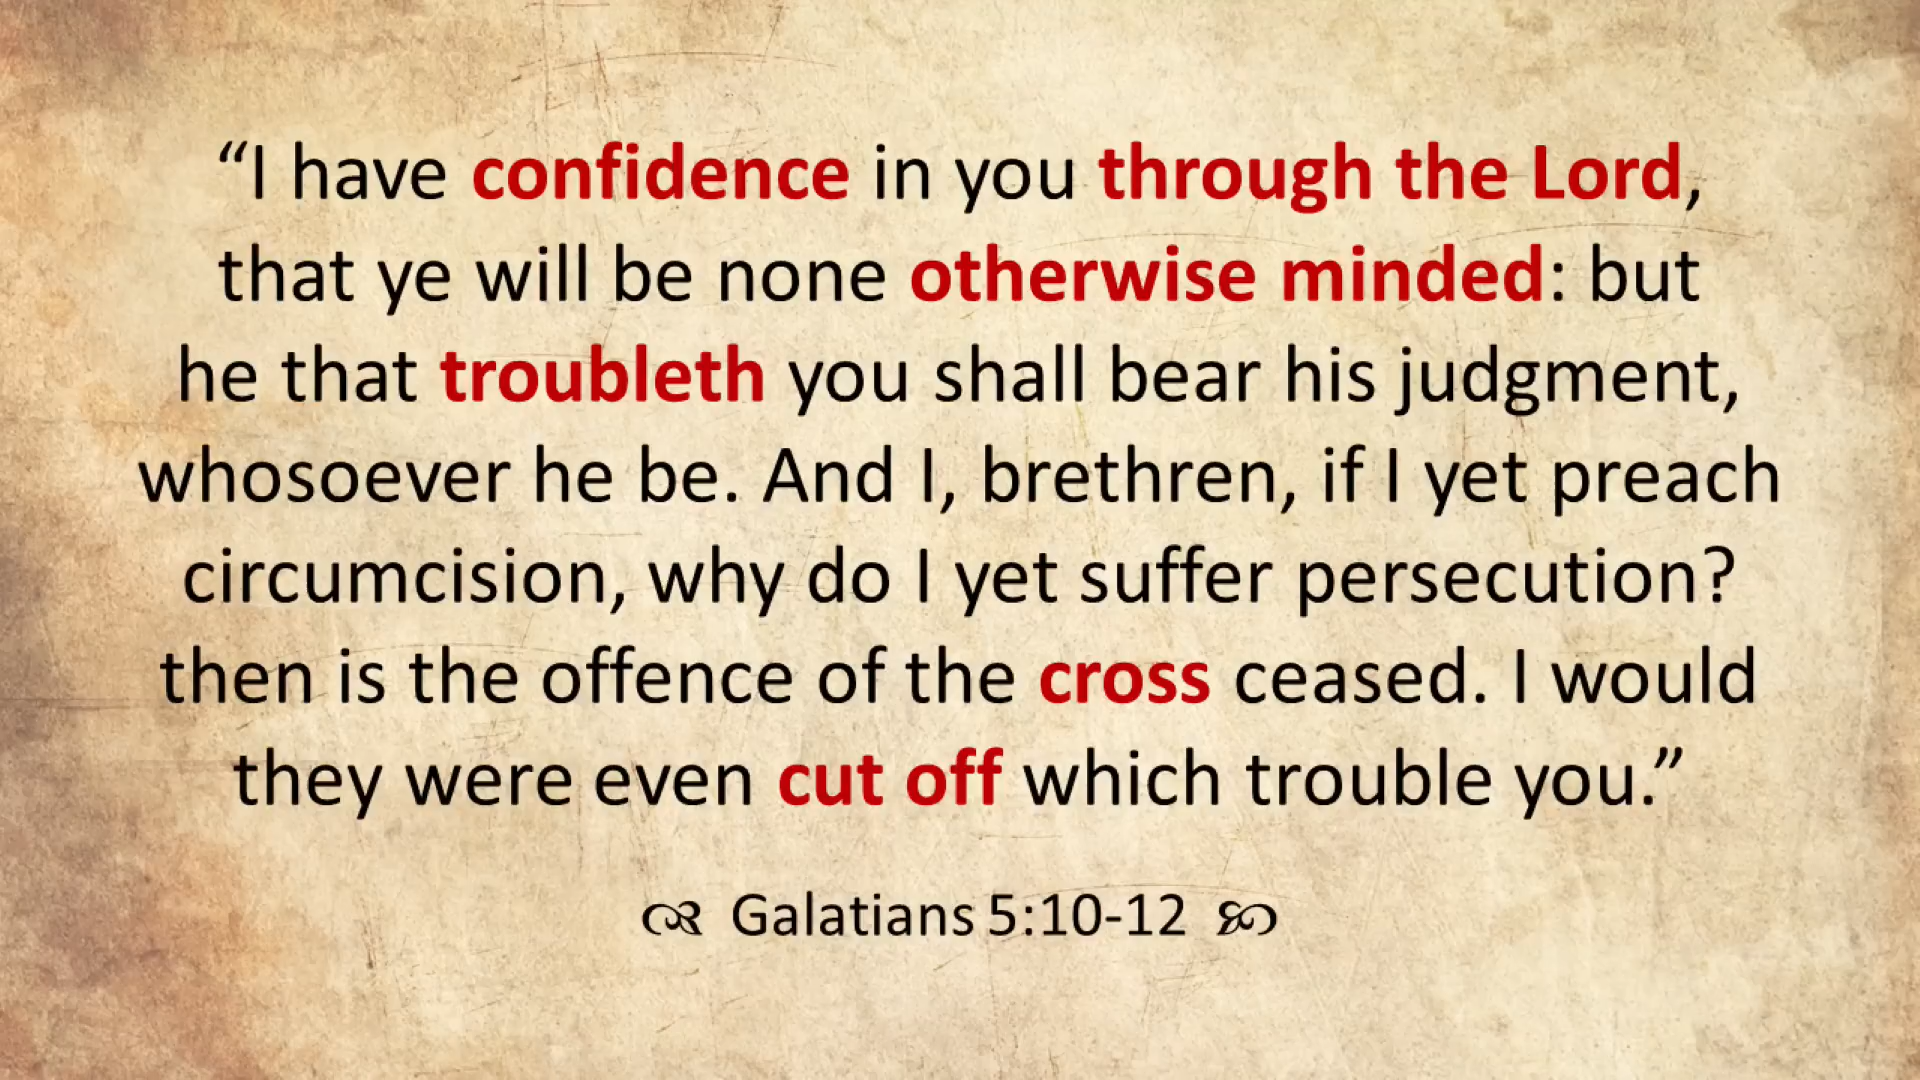 “I have confidence in you through the Lord,
that ye will be none otherwise minded: but
he that troubleth you shall bear his judgment,
whosoever he be. And I, brethren, if I yet preach
circumcision, why do I yet suffer persecution?
then is the offence of the cross ceased. I would
they were even cut off which trouble you.”
Galatians 5:10-12